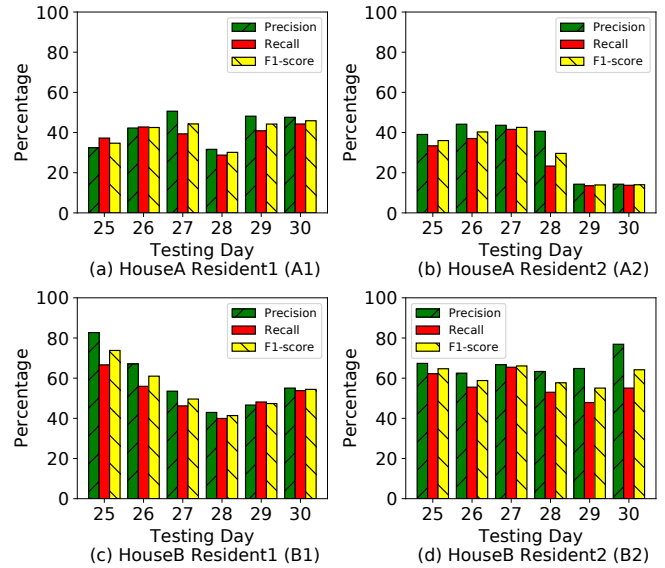 100
80
60
40
20
0
Percentage
Precision
Recall
F1-score
25 26 27 28 29 30
Testing Day
(a) HouseA Resident1 (A1)
100
80
60
40
20
0
Percentage
Precision
Recall
F1-score
25 26 27 28 29 30
Testing Day
(b) HouseA Resident2 (A2)
100
80
60
40
20
0
Percentage
Precision
Recall
F1-score
25 26 27 28 29 30
Testing Day
(c) HouseB Resident1 (B1)
100
80
60
40
20
0
Percentage
Precision
Recall
F1-score
25 26 27 28 29 30
Testing Day
(d) HouseB Resident2 (B2)